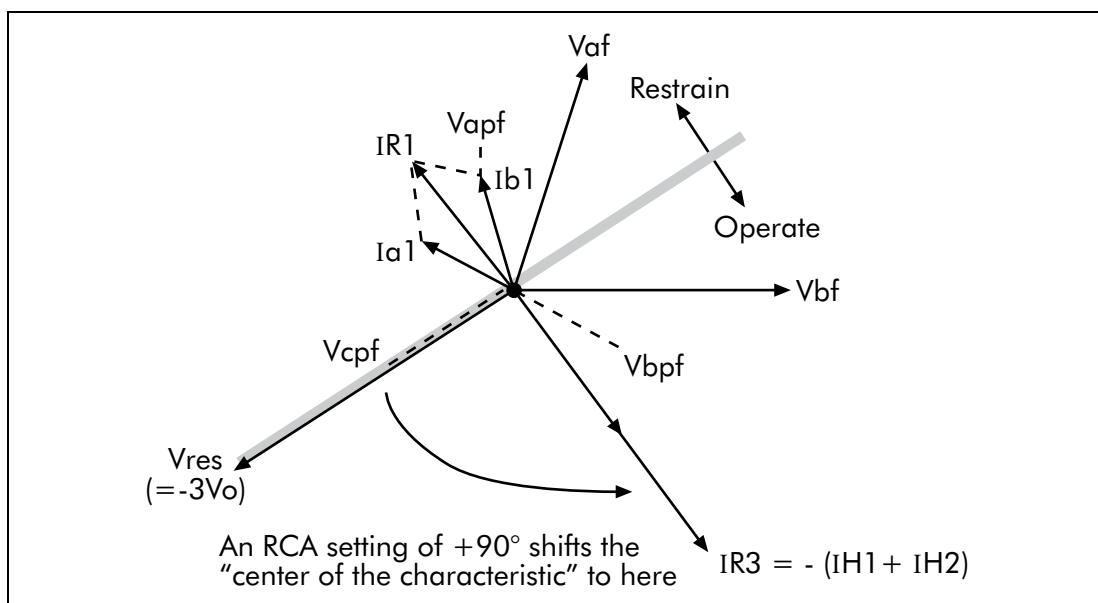 Vaf
Restrain
Vapf
IR1
Ib1
Operate
Ia1
Vbf
Vcpf
Vbpf
Vres
(=-3Vo)
An RCA setting of +90° shifts the
“center of the characteristic” to here
IR3 = - (IH1+ IH2)